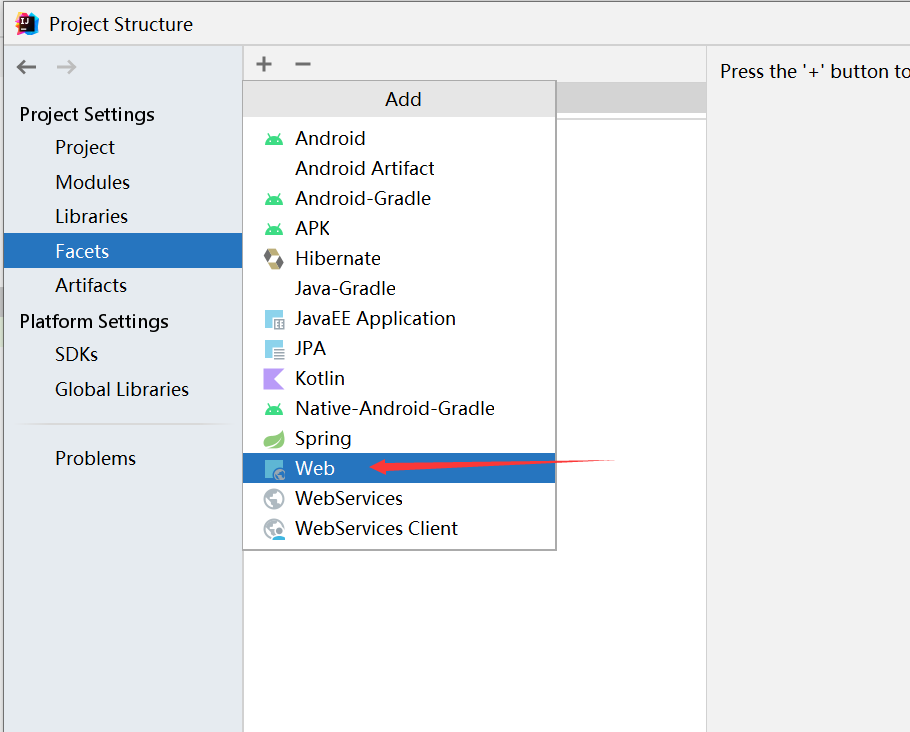 Project Structure
Project Settings
Project
Modules
Libraries
Facets
Artifacts
Platform Settings
SDKs
Global Libraries
Problems
Add
Android
Android Artifact
Android-Gradle
APK
Hibernate
Java-Gradle
JavaEE Application
JPA
Kotlin
Native-Android-Gradle
Spring
Web
WebServices
WebServices Client
Press the '+' button to